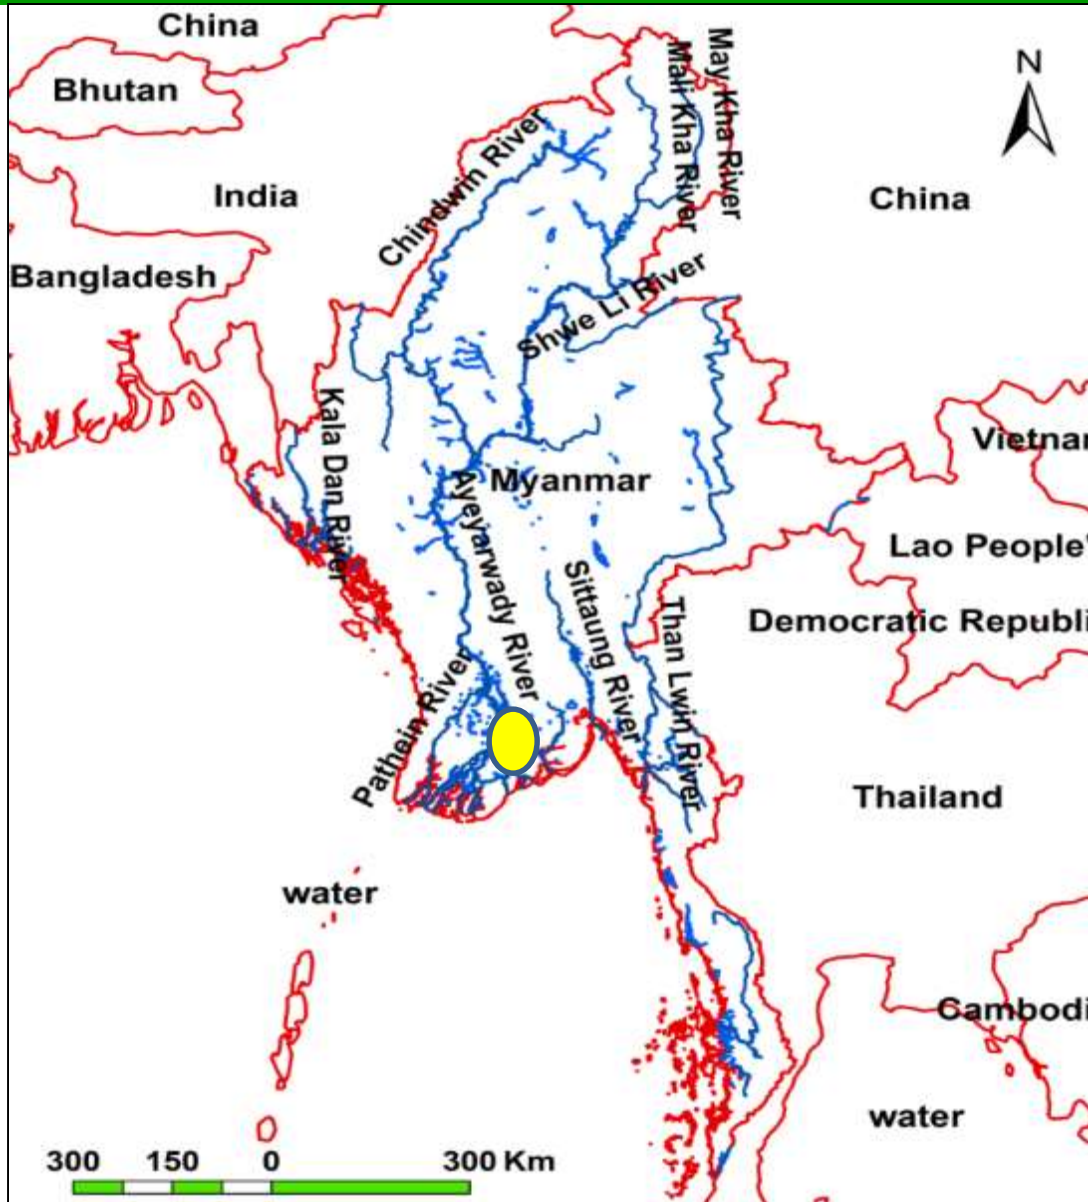 China
Bhutan
India
Bangladesh
Chindwin River
Mali Kha River
May Kha River
N
China
Shwe Li River
Kala Dan River
Myanmar
Ayeyarwady River
Sittaung River
Than Lwin River
Pathein River
Vietnar
Lao People'
Democratic Republi
Thailand
water
Cambodi
water
300 150 0 300 Km